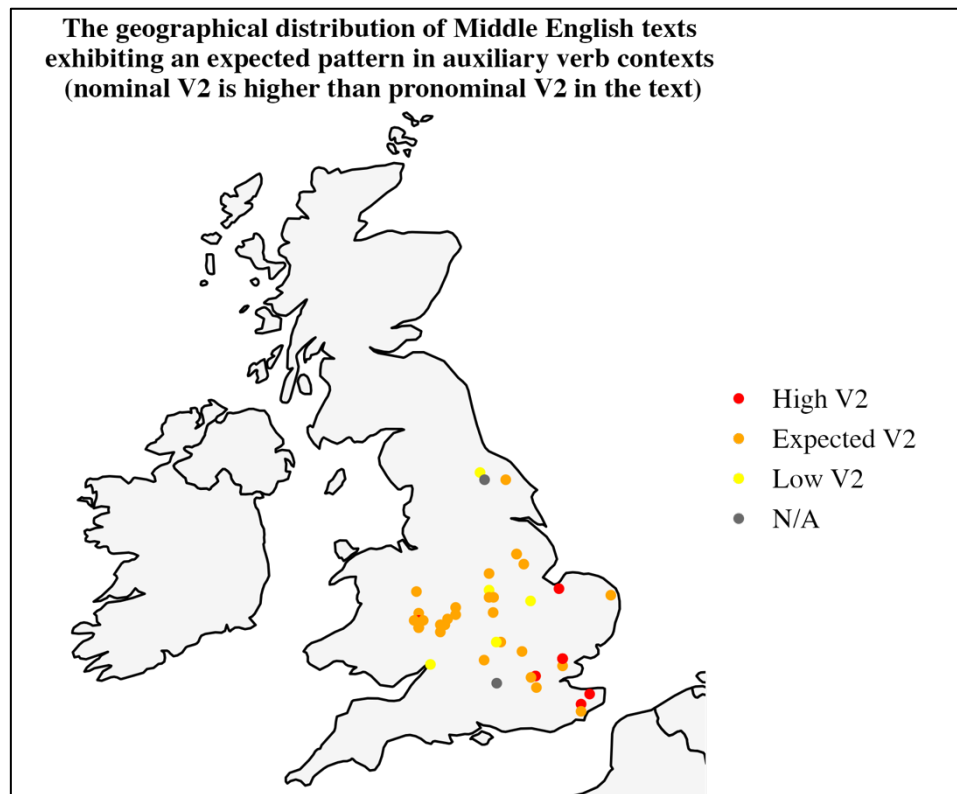 The geographical distribution of Middle English texts
exhibiting an expected pattern in auxiliary verb contexts
(nominal V2 is higher than pronominal V2 in the text)
High V2
Expected V2
Low V2
N/A